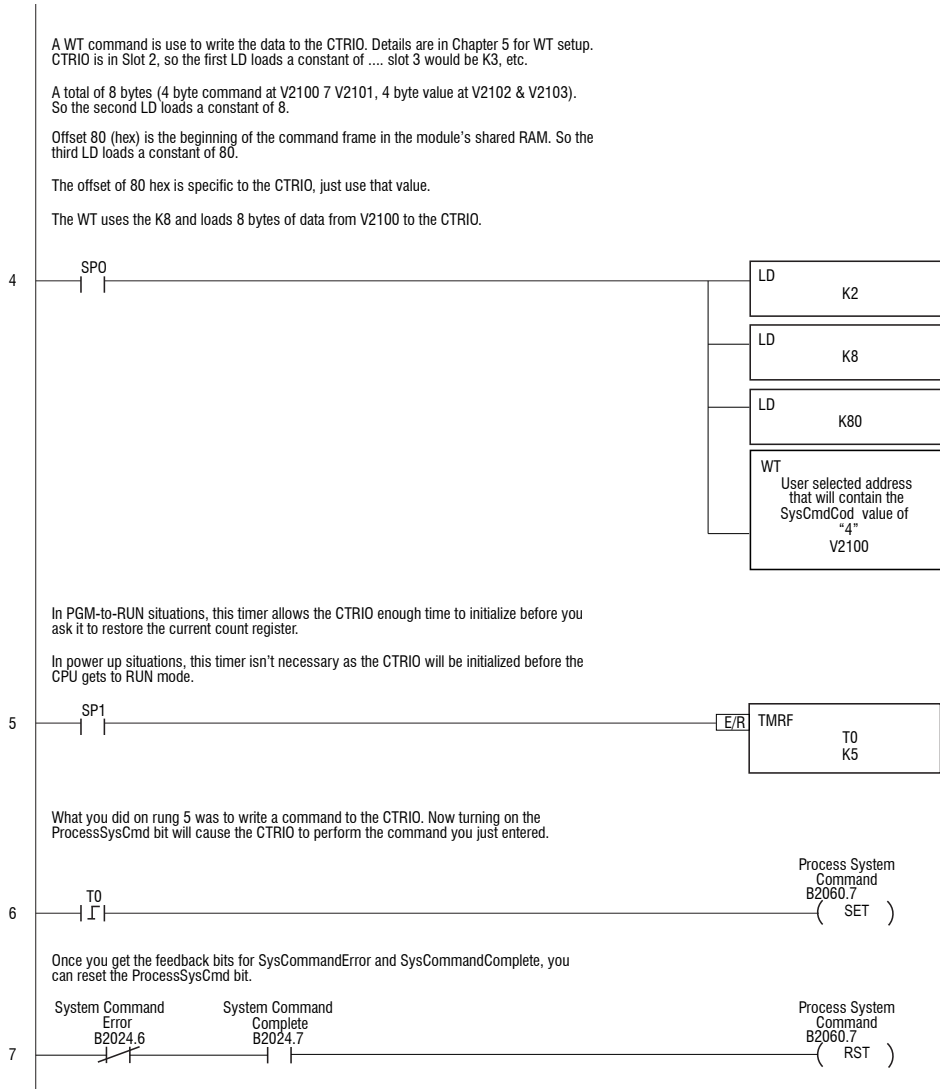 A WT command is use to write the data to the CTRIO. Details are in Chapter 5 for WT setup.
CTRIO is in Slot 2, so the first LD loads a constant of .... slot 3 would be K3, etc.
A total of 8 bytes (4 byte command at V2100 7 V2101, 4 byte value at V2102 & V2103).
So the second LD loads a constant of 8.
Offset 80 (hex) is the beginning of the command frame in the module's shared RAM. So the
third LD loads a constant of 80.
The offset of 80 hex is specific to the CTRIO, just use that value.
The WT uses the K8 and loads 8 bytes of data from V2100 to the CTRIO.
4
SP0
LD
K2
LD
K8
LD
K80
WT
User selected address
that will contain the
SysCmdCod value of
“4”
V2100
In PGM-to-RUN situations, this timer allows the CTRIO enough time to initialize before you
ask it to restore the current count register.
In power up situations, this timer isn't necessary as the CTRIO will be initialized before the
CPU gets to RUN mode.
5
SP1
E/R
TMRF
T0
K5
What you did on rung 5 was to write a command to the CTRIO. Now turning on the
ProcessSysCmd bit will cause the CTRIO to perform the command you just entered.
6
T0
Process System
Command
B2060.7
( SET )
Once you get the feedback bits for SysCommandError and SysCommandComplete, you
can reset the ProcessSysCmd bit.
7
System Command
Error
B2024.6
System Command
Complete
B2024.7
Process System
Command
B2060.7
( RST )